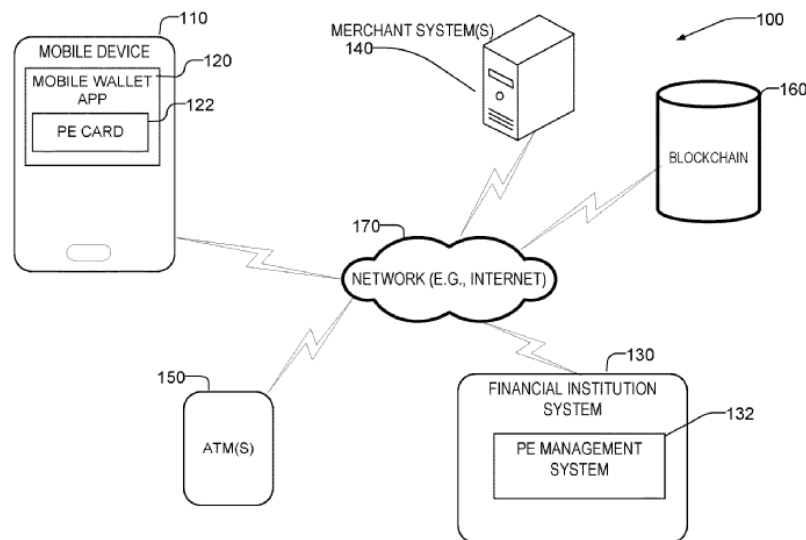 110
MOBILE DEVICE
120
MOBILE WALLET
APP
122
PE CARD
MERCHANT SYSTEM(S)
140
100
160
BLOCKCHAIN
170
NETWORK (E.G., INTERNET)
150
ATM(S)
130
FINANCIAL INSTITUTION
SYSTEM
132
PE MANAGEMENT
SYSTEM